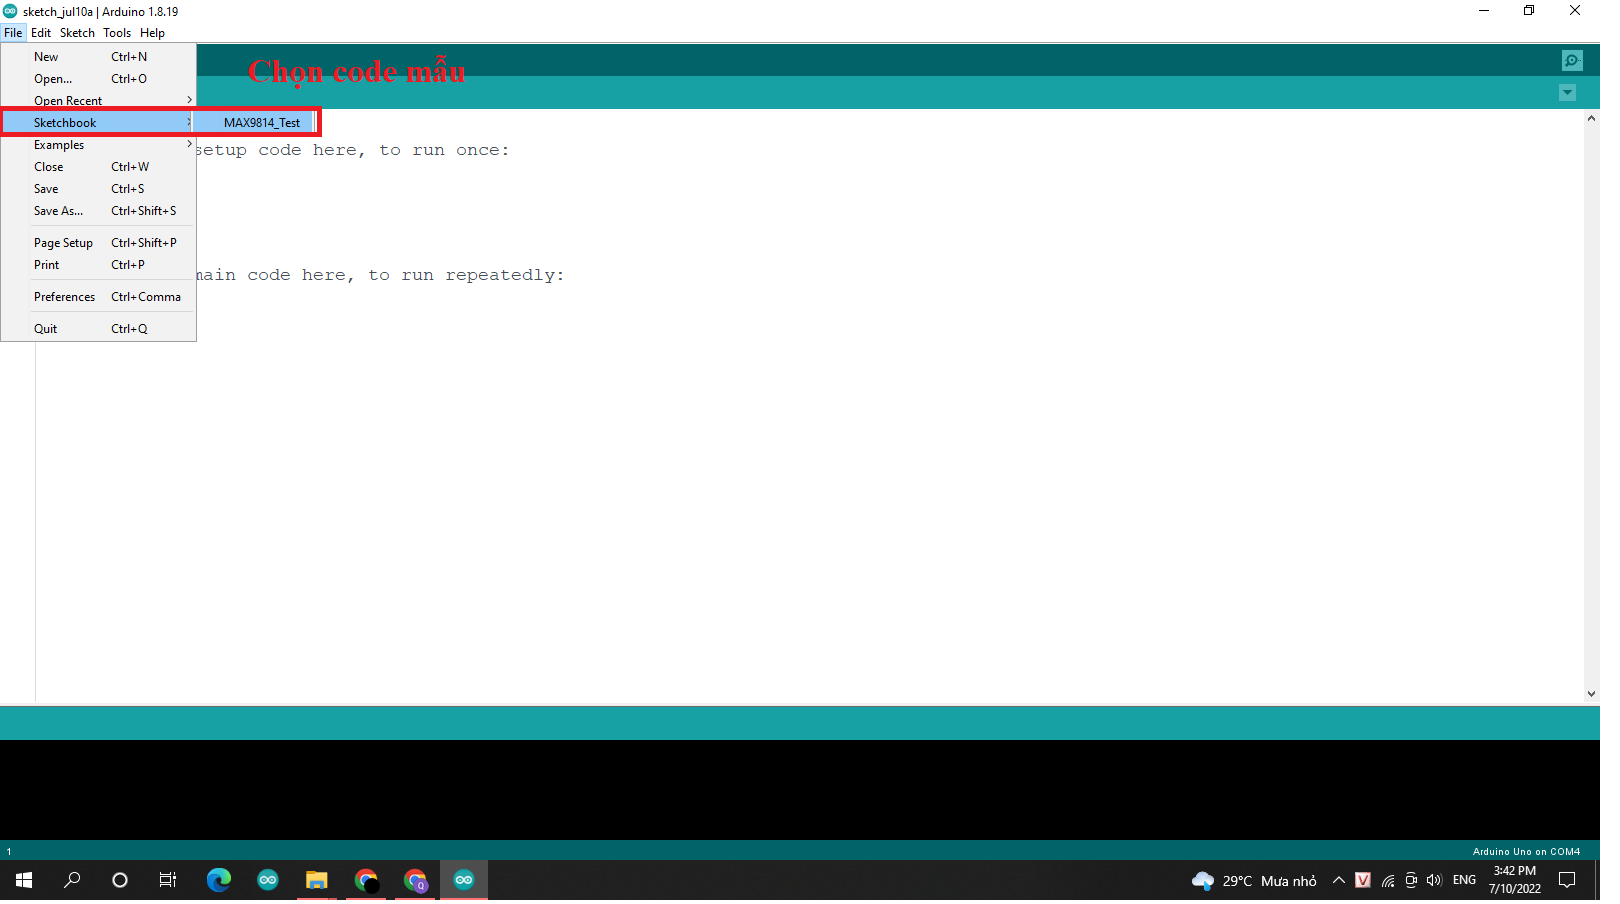 sketch_jul10a | Arduino 1.8.19
File Edit Sketch Tools Help
New Ctrl+N
Open... Ctrl+O
Open Recent
Sketchbook MAX9814_Test
Examples
Close Ctrl+W
Save Ctrl+S
Save As... Ctrl+Shift+S
Page Setup Ctrl+Shift+P
Print Ctrl+P
Preferences Ctrl+Comma
Quit Ctrl+Q
Chọn code mẫu
setup code here, to run once:
main code here, to run repeatedly:
1
Arduino Uno on COM4
Q
29°C Mưa nhỏ
V
ENG
3:42 PM
7/10/2022